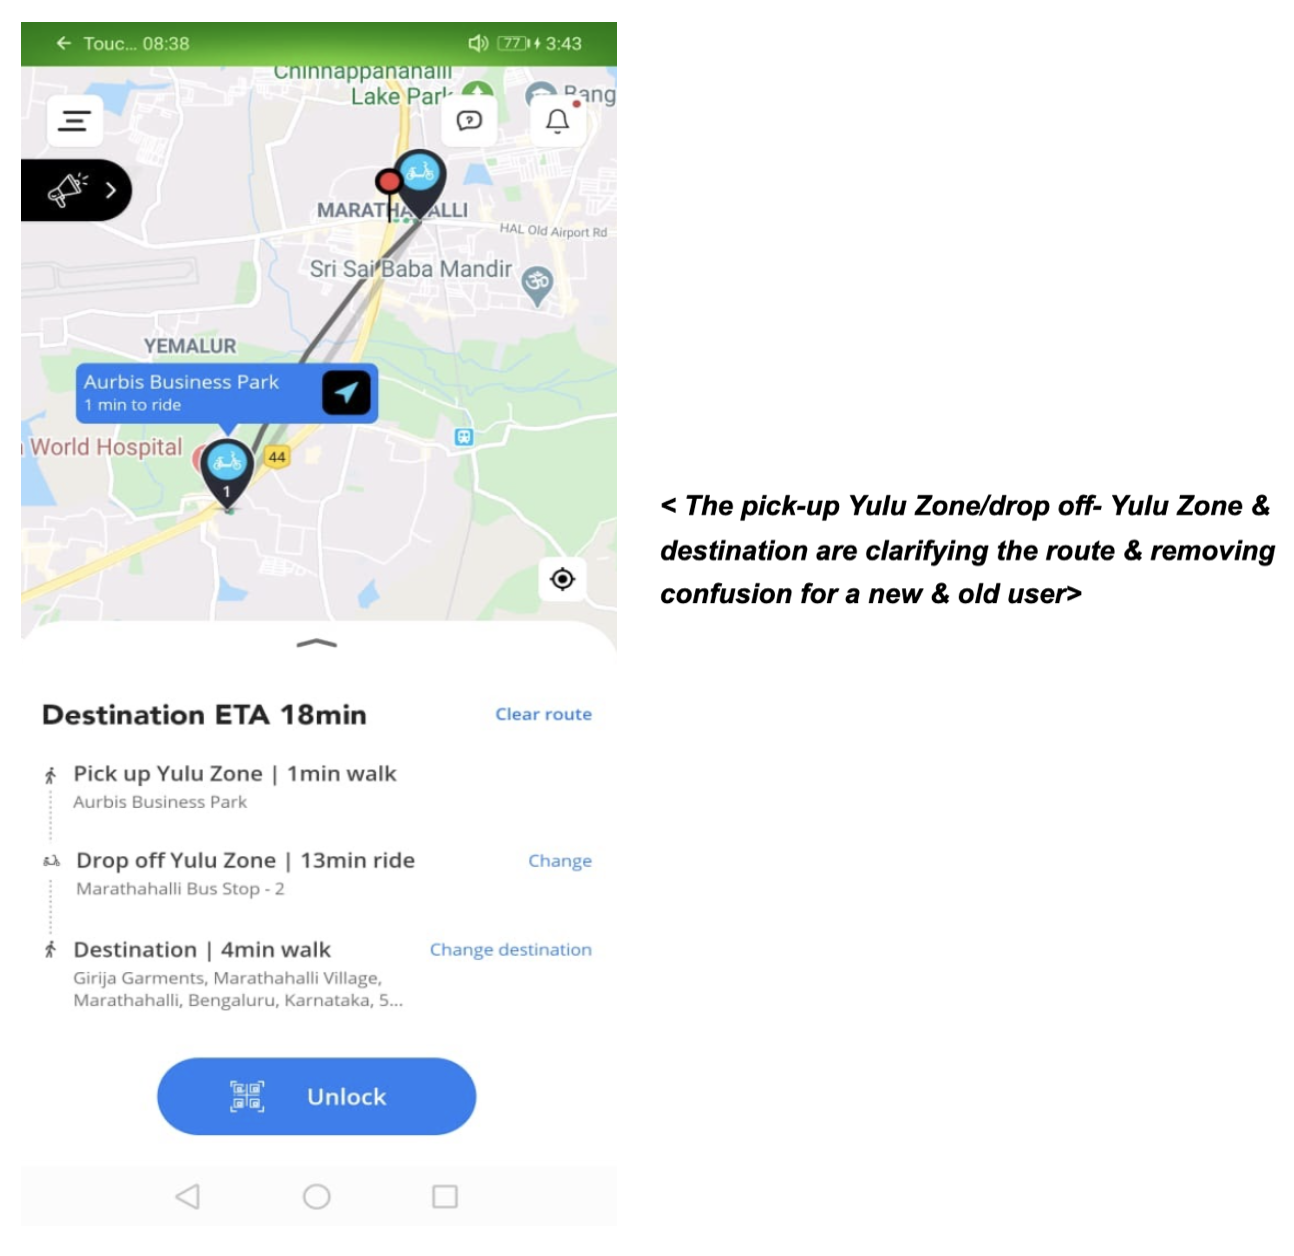 Touc... 08:38
77 3:43
Chinnappanahalli
Lake Park
Bang
MARATHAHALLI
HAL Old Airport Rd
Sri Sai Baba Mandir
YEMALUR
Aurbis Business Park
1 min to ride
World Hospital
44
1
< The pick-up Yulu Zone/drop off- Yulu Zone &
destination are clarifying the route & removing
confusion for a new & old user>
Destination ETA 18min
Clear route
Pick up Yulu Zone | 1min walk
Aurbis Business Park
Drop off Yulu Zone | 13min ride
Change
Marathahalli Bus Stop - 2
Destination | 4min walk
Change destination
Girija Garments, Marathahalli Village,
Marathahalli, Bengaluru, Karnataka, 5...
Unlock